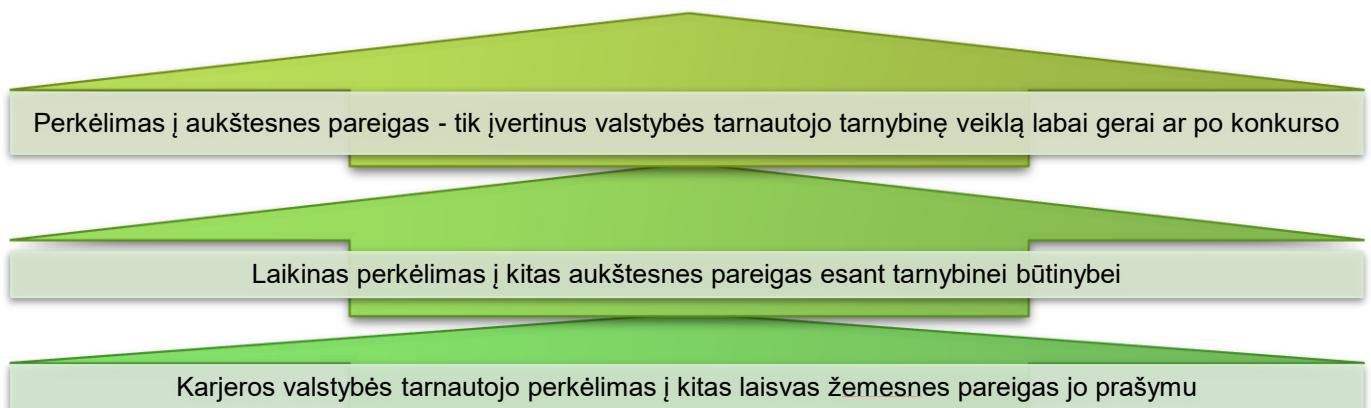 Perkėlimas į aukštesnes pareigas - tik įvertinus valstybės tarnautojo tarnybinę veiklą labai gerai ar po konkurso
Laikinas perkėlimas į kitas aukštesnes pareigas esant tarnybinei būtinybei
Karjeros valstybės tarnautojo perkėlimas į kitas laisvas žemesnes pareigas jo prašymu